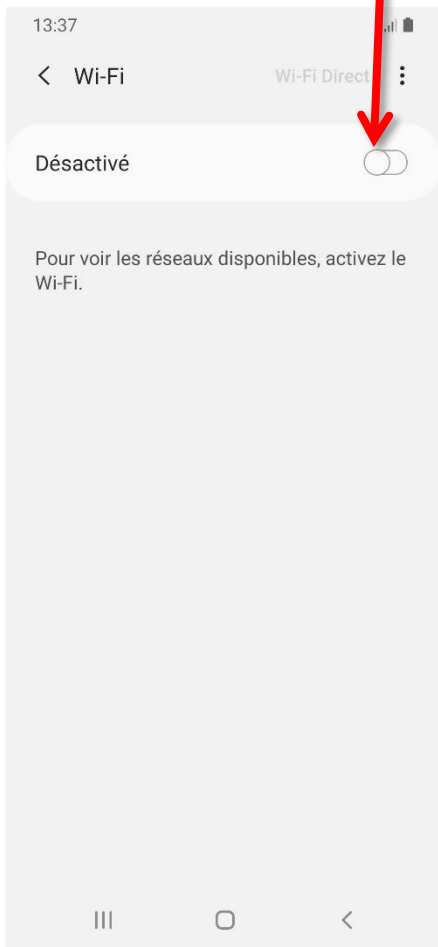 13:37
Wi-Fi
Wi-Fi Direct
Désactivé
Pour voir les réseaux disponibles, activez le
Wi-Fi.